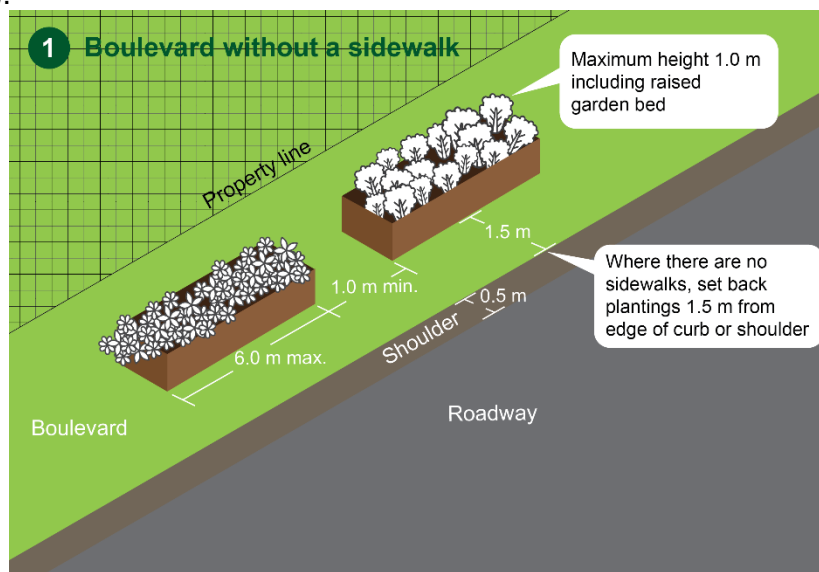 1 Boulevard without a sidewalk
Maximum height 1.0 m
including raised
garden bed
Property line
1.5 m
1.0 m min.
Where there are no
sidewalks, set back
plantings 1.5 m from
edge of curb or shoulder
0.5 m
Shoulder
6.0 m max.
Roadway
Boulevard